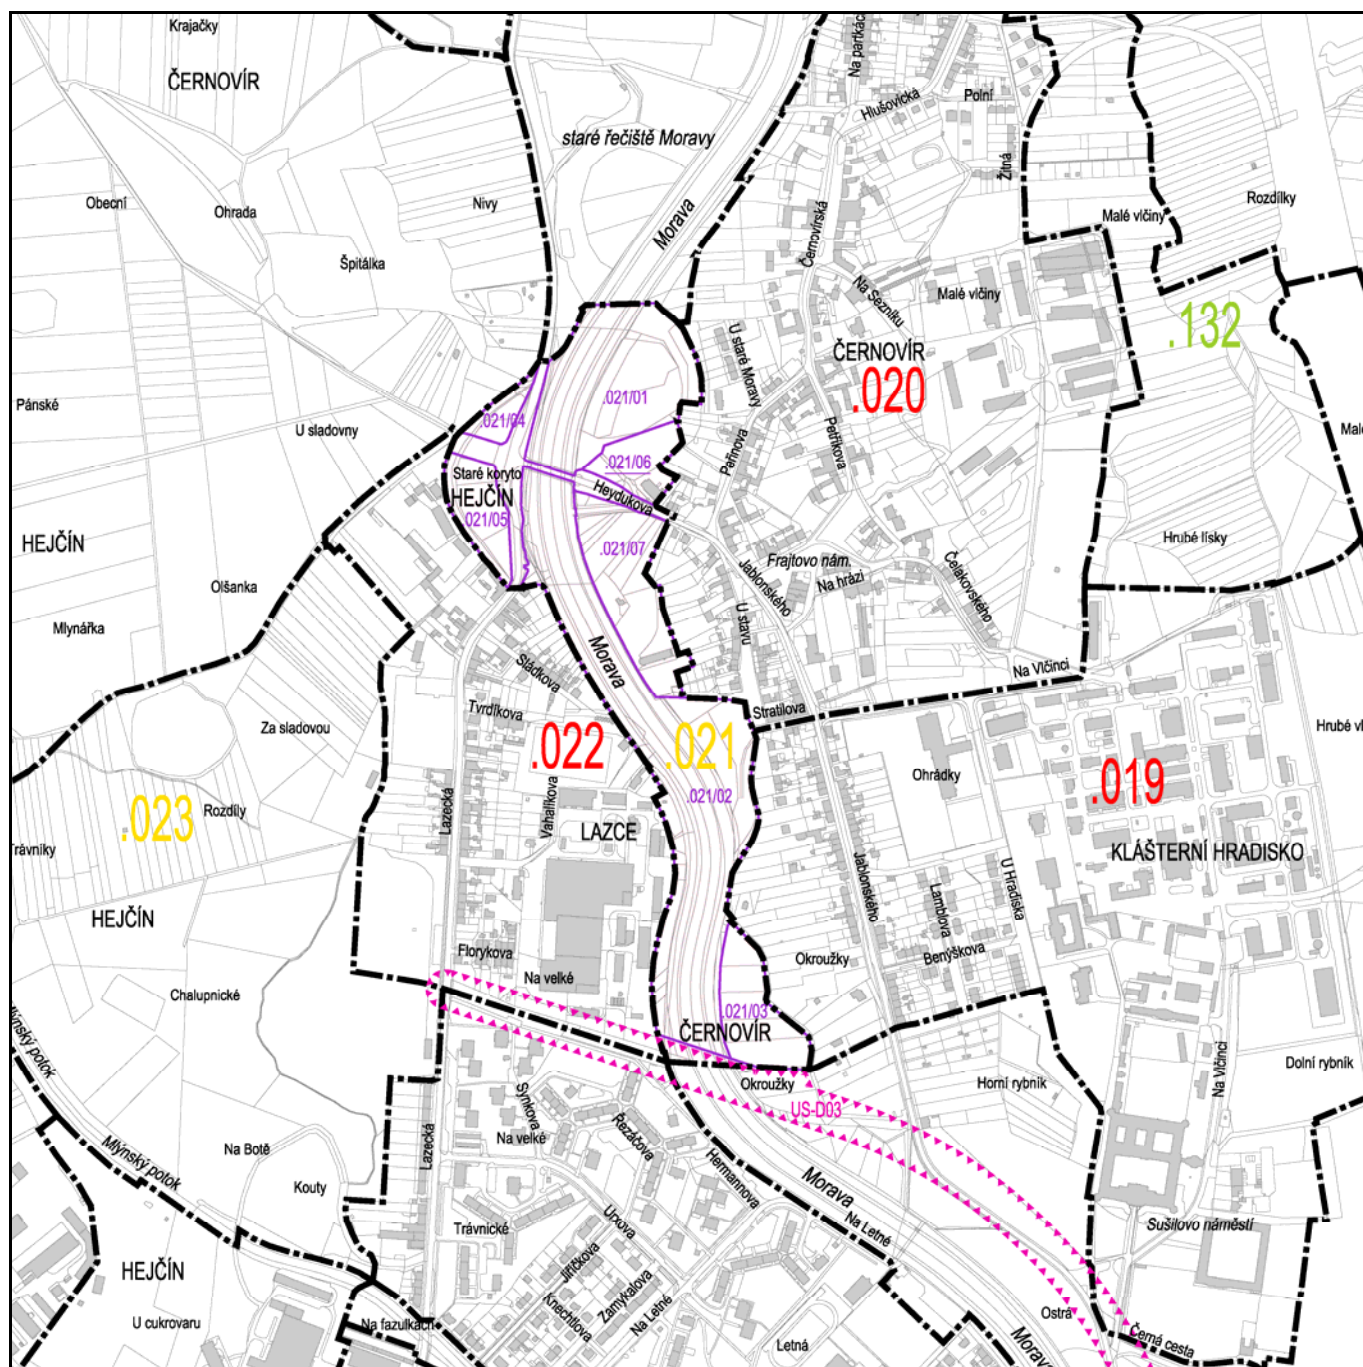 Krajačky
ČERNOVÍR
staré řečiště Moravy
Na partkác
Hlušovická
Polní
Žitná
Obecní
Ohrada
Nivy
Špitálka
Morava
Černovírská
Malé vlčiny
Rozdílky
Na Sezníku
Malé vlčiny
.132
U staré Moravy
ČERNOVÍR
.020
.021/01
Pánské
U sladovny
.021/04
Malé
Peřinova
Petříkova
.021/06
Staré koryto
HEJČÍN
.021/05
Heydukova
HEJČÍN
.021/07
Frajtovo nám.
Hrubé lísky
Jablonského
Na hrázi
Čelakovského
Olšanka
Mlynářka
U stavu
Morava
Sládkova
Na Vlčinci
Tvrdíkova
Stratilova
Za sladovou
.022
.021
Hrubé vl
Ohrádky
.019
.021/02
.023
Rozdíly
Lazecká
Vahalíkova
LAZCE
Trávníky
KLÁŠTERNÍ HRADISKO
Jablonského
U Hradiska
Lamblova
HEJČÍN
Florykova
Na velké
Okroužky
Benýškova
Chalupnické
.021/03
ČERNOVÍR
Mlýnský potok
Na Vlčinci
Dolní rybník
Okroužky
Horní rybník
US-D03
Synkova
Na velké
Řezáčova
Lazecká
Na Botě
Mlýnský potok
Hermannova
Kouty
Morava
Na Letné
Trávnické
Urxova
Sušilovo náměstí
Jiříčkova
HEJČÍN
Zamykalova
Knechtlova
Na Letné
U cukrovaru
Na fazulkách
Ostrá
Letná
Morava
Černá cesta